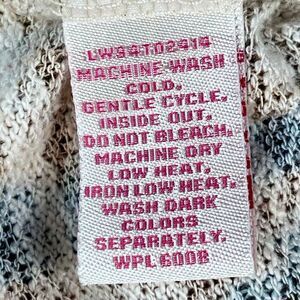 LWS4T02414
MACHINE WASH
COLD.
GENTLE CYCLE.
INSIDE OUT.
DO NOT BLEACH.
MACHINE DRY
LOW HEAT.
IRON LOW HEAT.
WASH DARK
COLORS
SEPARATELY.
WPL 6008